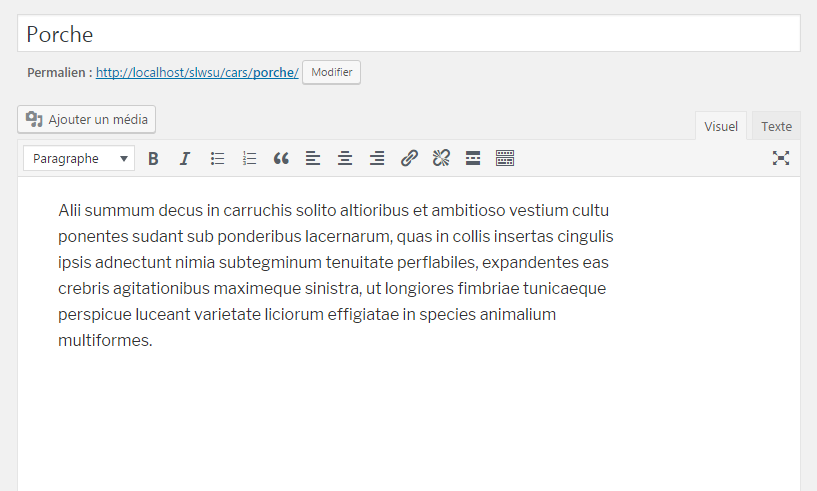 Porche
Permalien : http://localhost/slwsu/cars/porche/ Modifier
Ajouter un média
Visuel Texte
Paragraphe
Alii summum decus in carruchis solito altioribus et ambitioso vestium cultu
ponentes sudant sub ponderibus lacernarum, quas in collis insertas cingulis
ipsis adnectunt nimia subtegminum tenuitate perflabiles, expandentes eas
crebris agitationibus maximeque sinistra, ut longiores fimbriae tunicaeque
perspicue luceant varietate liciorum effigiatae in species animalium
multiformes.